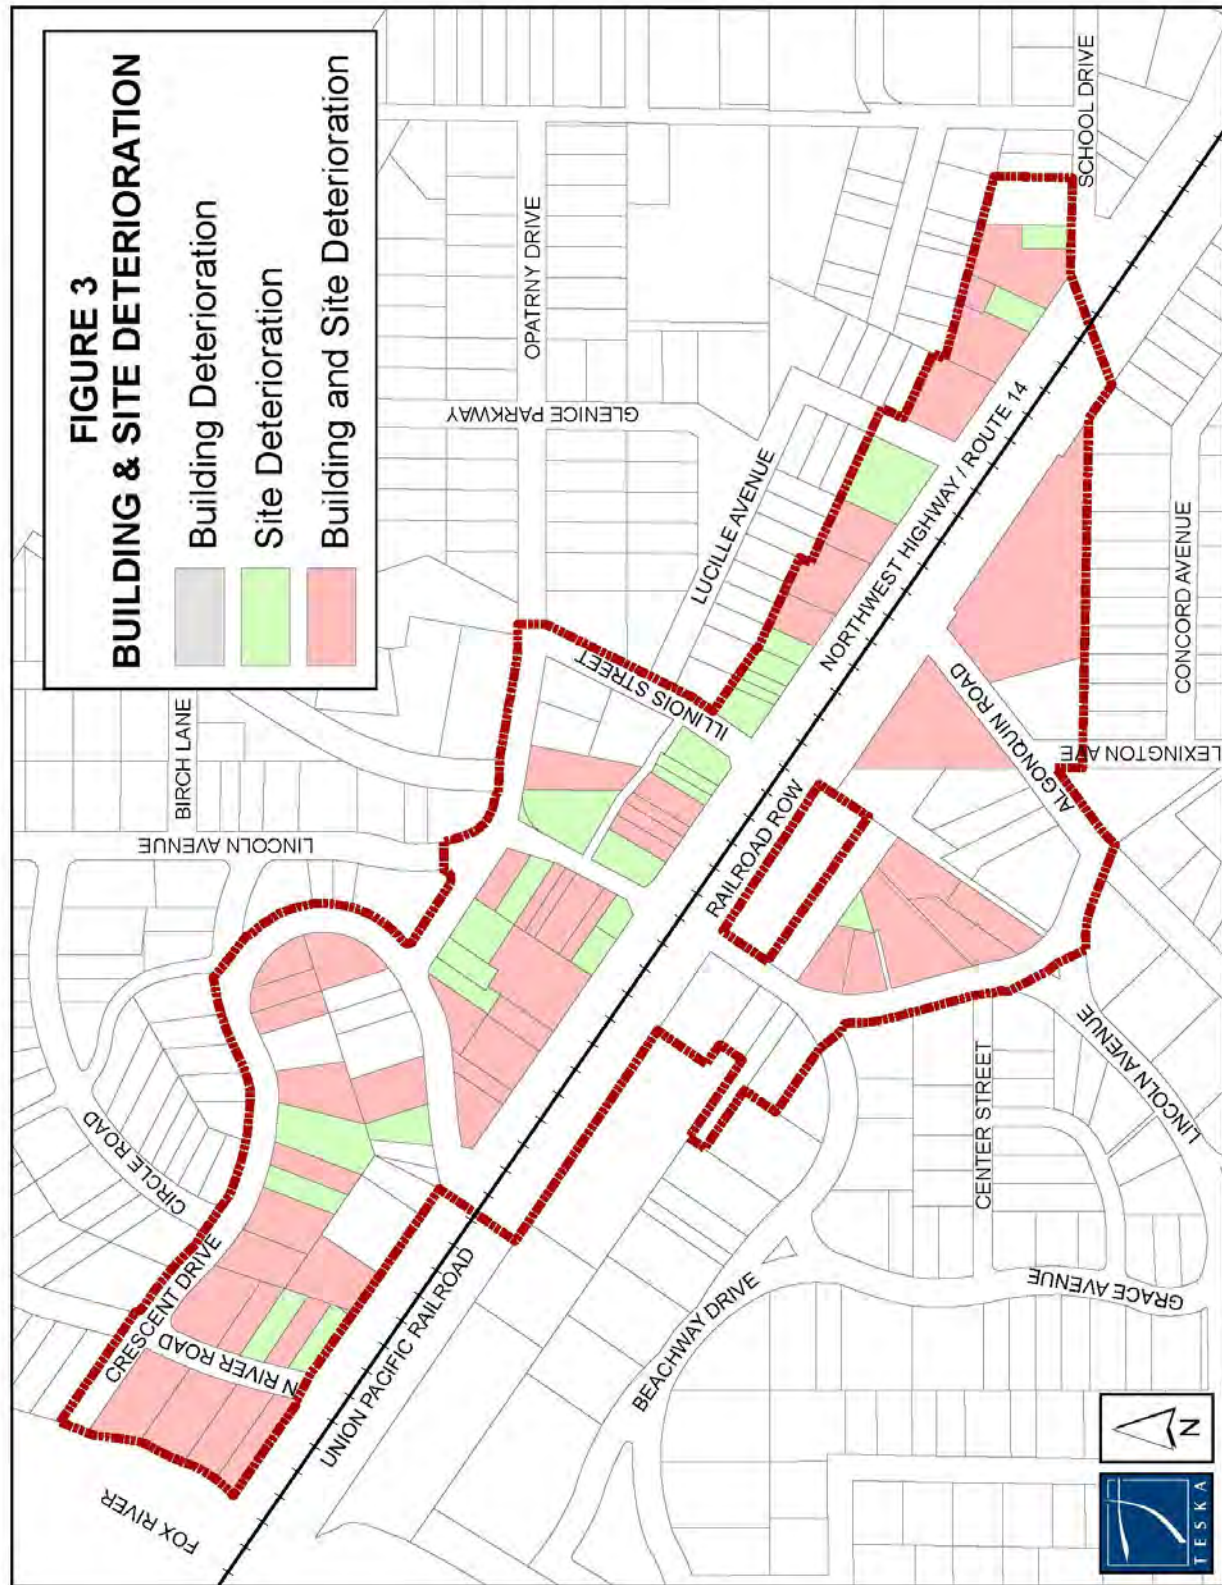 FIGURE 3
BUILDING & SITE DETERIORATION
Building Deterioration
Site Deterioration
Building and Site Deterioration
FOX RIVER
CRESCENT DRIVE
N RIVER ROAD
CIRCLE ROAD
BIRCH LANE
LINCOLN AVENUE
OPATRNY DRIVE
GLENICE PARKWAY
ILLINOIS STREET
LUCILLE AVENUE
SCHOOL DRIVE
NORTHWEST HIGHWAY / ROUTE 14
UNION PACIFIC RAILROAD
RAILROAD ROW
ALGONQUIN ROAD
LEXINGTON AVE
CONCORD AVENUE
BEACHWAY DRIVE
CENTER STREET
LINCOLN AVENUE
GRACE AVENUE
TESKA
N